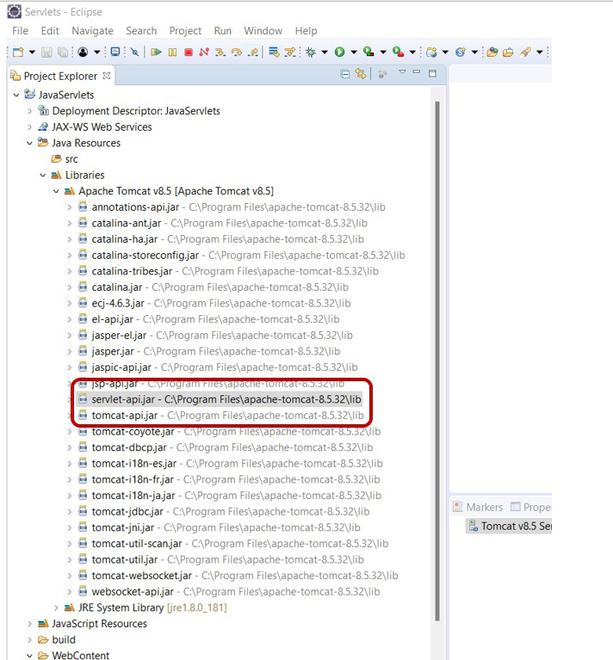 Servlets - Eclipse
File Edit Navigate Search Project Run Window Help
Project Explorer
JavaServlets
Deployment Descriptor: JavaServlets
JAX-WS Web Services
Java Resources
src
Libraries
Apache Tomcat v8.5 [Apache Tomcat v8.5]
annotations-api.jar - C:\Program Files\apache-tomcat-8.5.32\lib
catalina-ant.jar - C:\Program Files\apache-tomcat-8.5.32\lib
catalina-ha.jar - C:\Program Files\apache-tomcat-8.5.32\lib
catalina-storeconfig.jar - C:\Program Files\apache-tomcat-8.5.32\lib
catalina-tribes.jar - C:\Program Files\apache-tomcat-8.5.32\lib
catalina.jar - C:\Program Files\apache-tomcat-8.5.32\lib
ecj-4.6.3.jar - C:\Program Files\apache-tomcat-8.5.32\lib
el-api.jar - C:\Program Files\apache-tomcat-8.5.32\lib
jasper-el.jar - C:\Program Files\apache-tomcat-8.5.32\lib
jasper.jar - C:\Program Files\apache-tomcat-8.5.32\lib
jaspic-api.jar - C:\Program Files\apache-tomcat-8.5.32\lib
jsp-api.jar - C:\Program Files\apache-tomcat-8.5.32\lib
servlet-api.jar - C:\Program Files\apache-tomcat-8.5.32\lib
tomcat-api.jar - C:\Program Files\apache-tomcat-8.5.32\lib
tomcat-coyote.jar - C:\Program Files\apache-tomcat-8.5.32\lib
tomcat-dbcp.jar - C:\Program Files\apache-tomcat-8.5.32\lib
tomcat-i18n-es.jar - C:\Program Files\apache-tomcat-8.5.32\lib
tomcat-i18n-fr.jar - C:\Program Files\apache-tomcat-8.5.32\lib
tomcat-i18n-ja.jar - C:\Program Files\apache-tomcat-8.5.32\lib
tomcat-jdbc.jar - C:\Program Files\apache-tomcat-8.5.32\lib
tomcat-jni.jar - C:\Program Files\apache-tomcat-8.5.32\lib
tomcat-util-scan.jar - C:\Program Files\apache-tomcat-8.5.32\lib
tomcat-util.jar - C:\Program Files\apache-tomcat-8.5.32\lib
tomcat-websocket.jar - C:\Program Files\apache-tomcat-8.5.32\lib
websocket-api.jar - C:\Program Files\apache-tomcat-8.5.32\lib
JRE System Library [jre1.8.0_181]
JavaScript Resources
build
WebContent
Markers Prope
Tomcat v8.5 Se